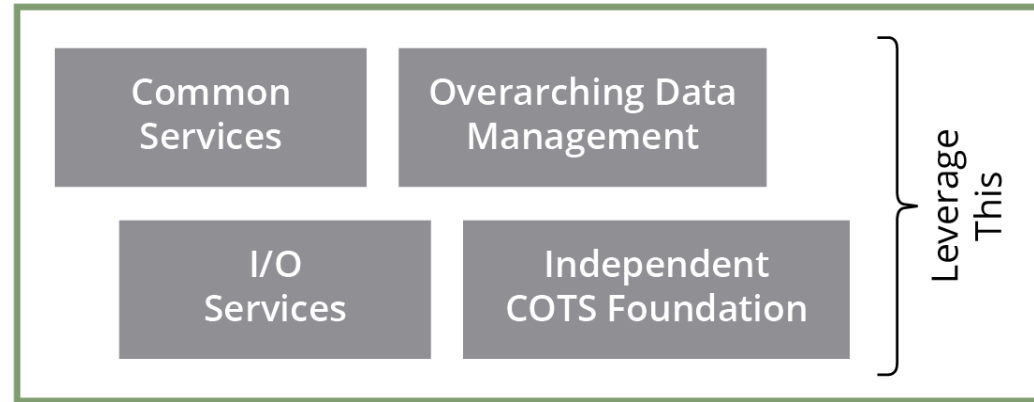 Common
Services
Overarching Data
Management
I/O
Services
Independent
COTS Foundation
Leverage
This